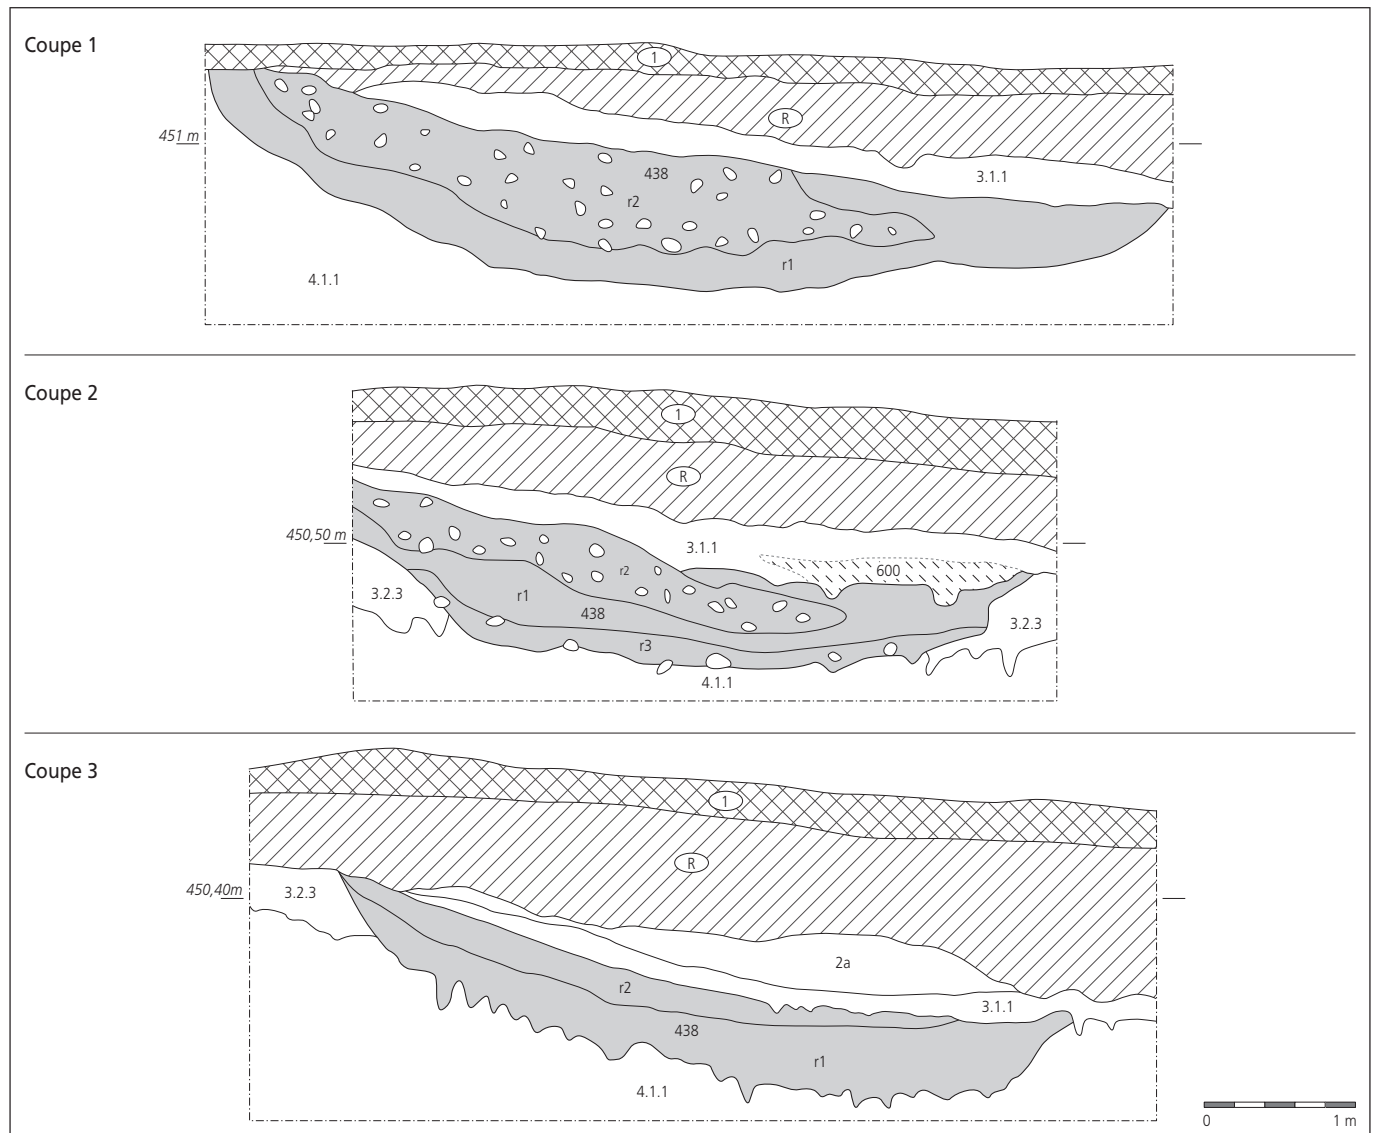 Coupe 1
1
R
451 m
438
3.1.1
r2
r1
4.1.1
Coupe 2
1
R
450,50 m
3.1.1
600
r2
3.2.3
r1
438
3.2.3
r3
4.1.1
Coupe 3
1
R
450,40m
3.2.3
2a
r2
3.1.1
438
r1
4.1.1
0 1 m